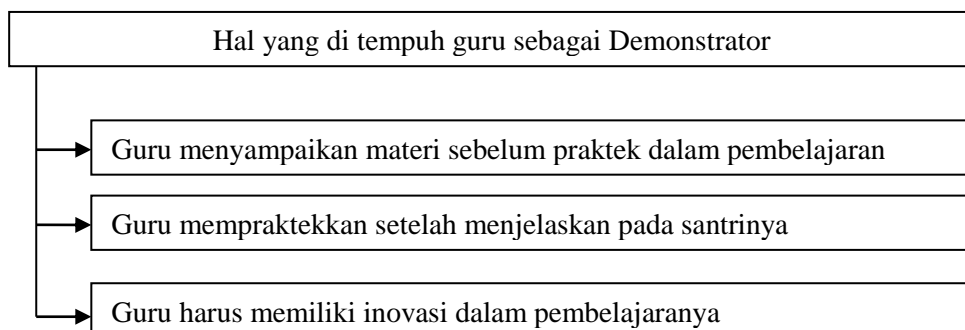 Hal yang di tempuh guru sebagai Demonstrator
Guru menyampaikan materi sebelum praktek dalam pembelajaran
Guru mempraktekkan setelah menjelaskan pada santrinya
Guru harus memiliki inovasi dalam pembelajaranya